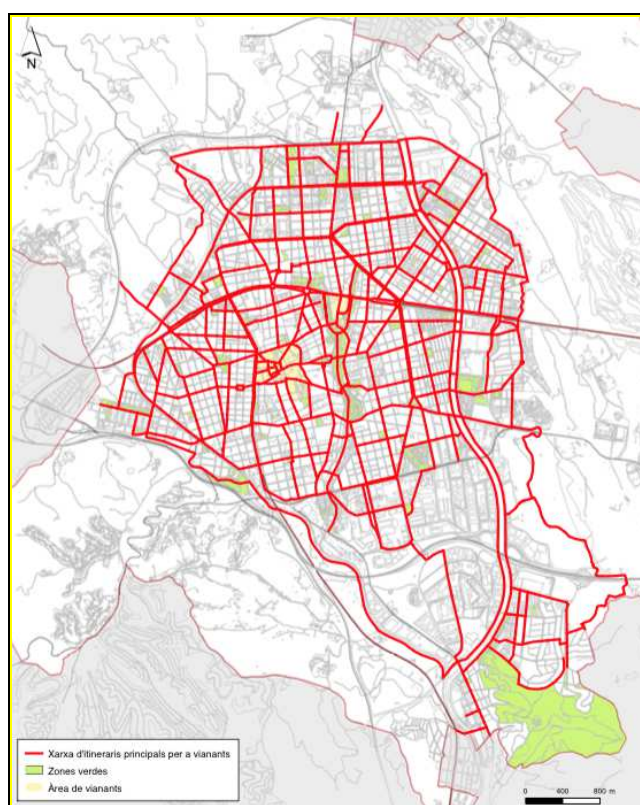 N
Xarxa d'itineraris principals per a vianants
Zones verdes
Àrea de vianants
0 400 800 m